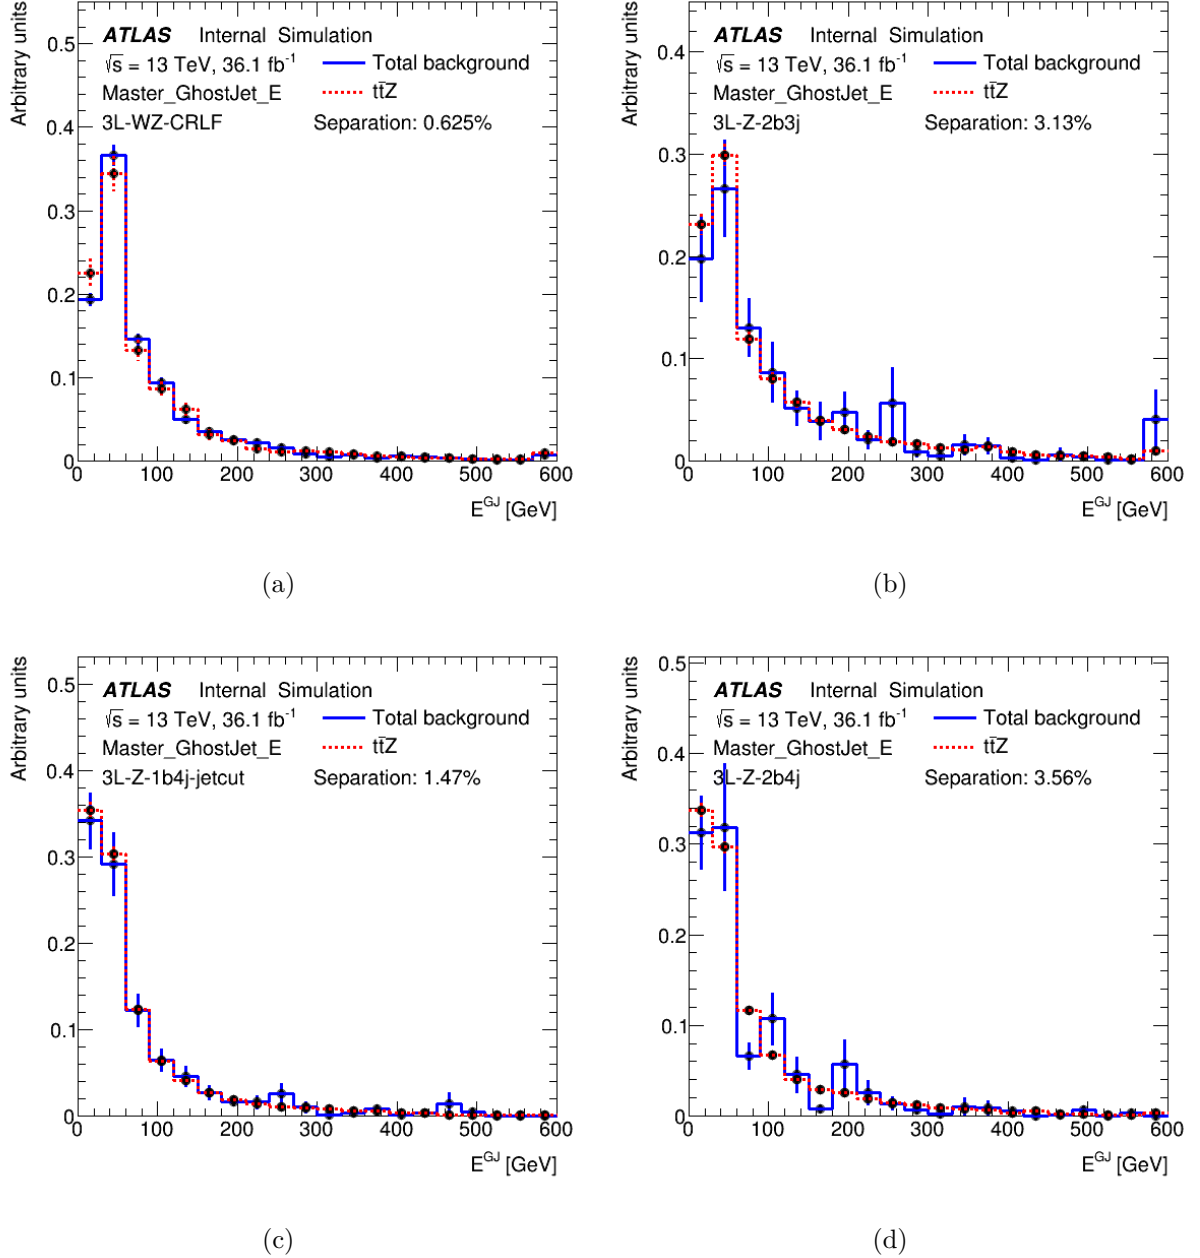 Arbitrary units
0.5
0.4
0.3
0.2
0.1
0
ATLAS Internal Simulation
√s = 13 TeV, 36.1 fb⁻¹
Total background
Master_GhostJet_E
tt̄Z
3L-WZ-CRLF
Separation: 0.625%
0 100 200 300 400 500 600
E^GJ [GeV]
(a)
Arbitrary units
0.4
0.3
0.2
0.1
0
ATLAS Internal Simulation
√s = 13 TeV, 36.1 fb⁻¹
Total background
Master_GhostJet_E
tt̄Z
3L-Z-2b3j
Separation: 3.13%
0 100 200 300 400 500 600
E^GJ [GeV]
(b)
Arbitrary units
0.5
0.4
0.3
0.2
0.1
0
ATLAS Internal Simulation
√s = 13 TeV, 36.1 fb⁻¹
Total background
Master_GhostJet_E
tt̄Z
3L-Z-1b4j-jetcut
Separation: 1.47%
0 100 200 300 400 500 600
E^GJ [GeV]
(c)
Arbitrary units
0.5
0.4
0.3
0.2
0.1
0
ATLAS Internal Simulation
√s = 13 TeV, 36.1 fb⁻¹
Total background
Master_GhostJet_E
tt̄Z
3L-Z-2b4j
Separation: 3.56%
0 100 200 300 400 500 600
E^GJ [GeV]
(d)